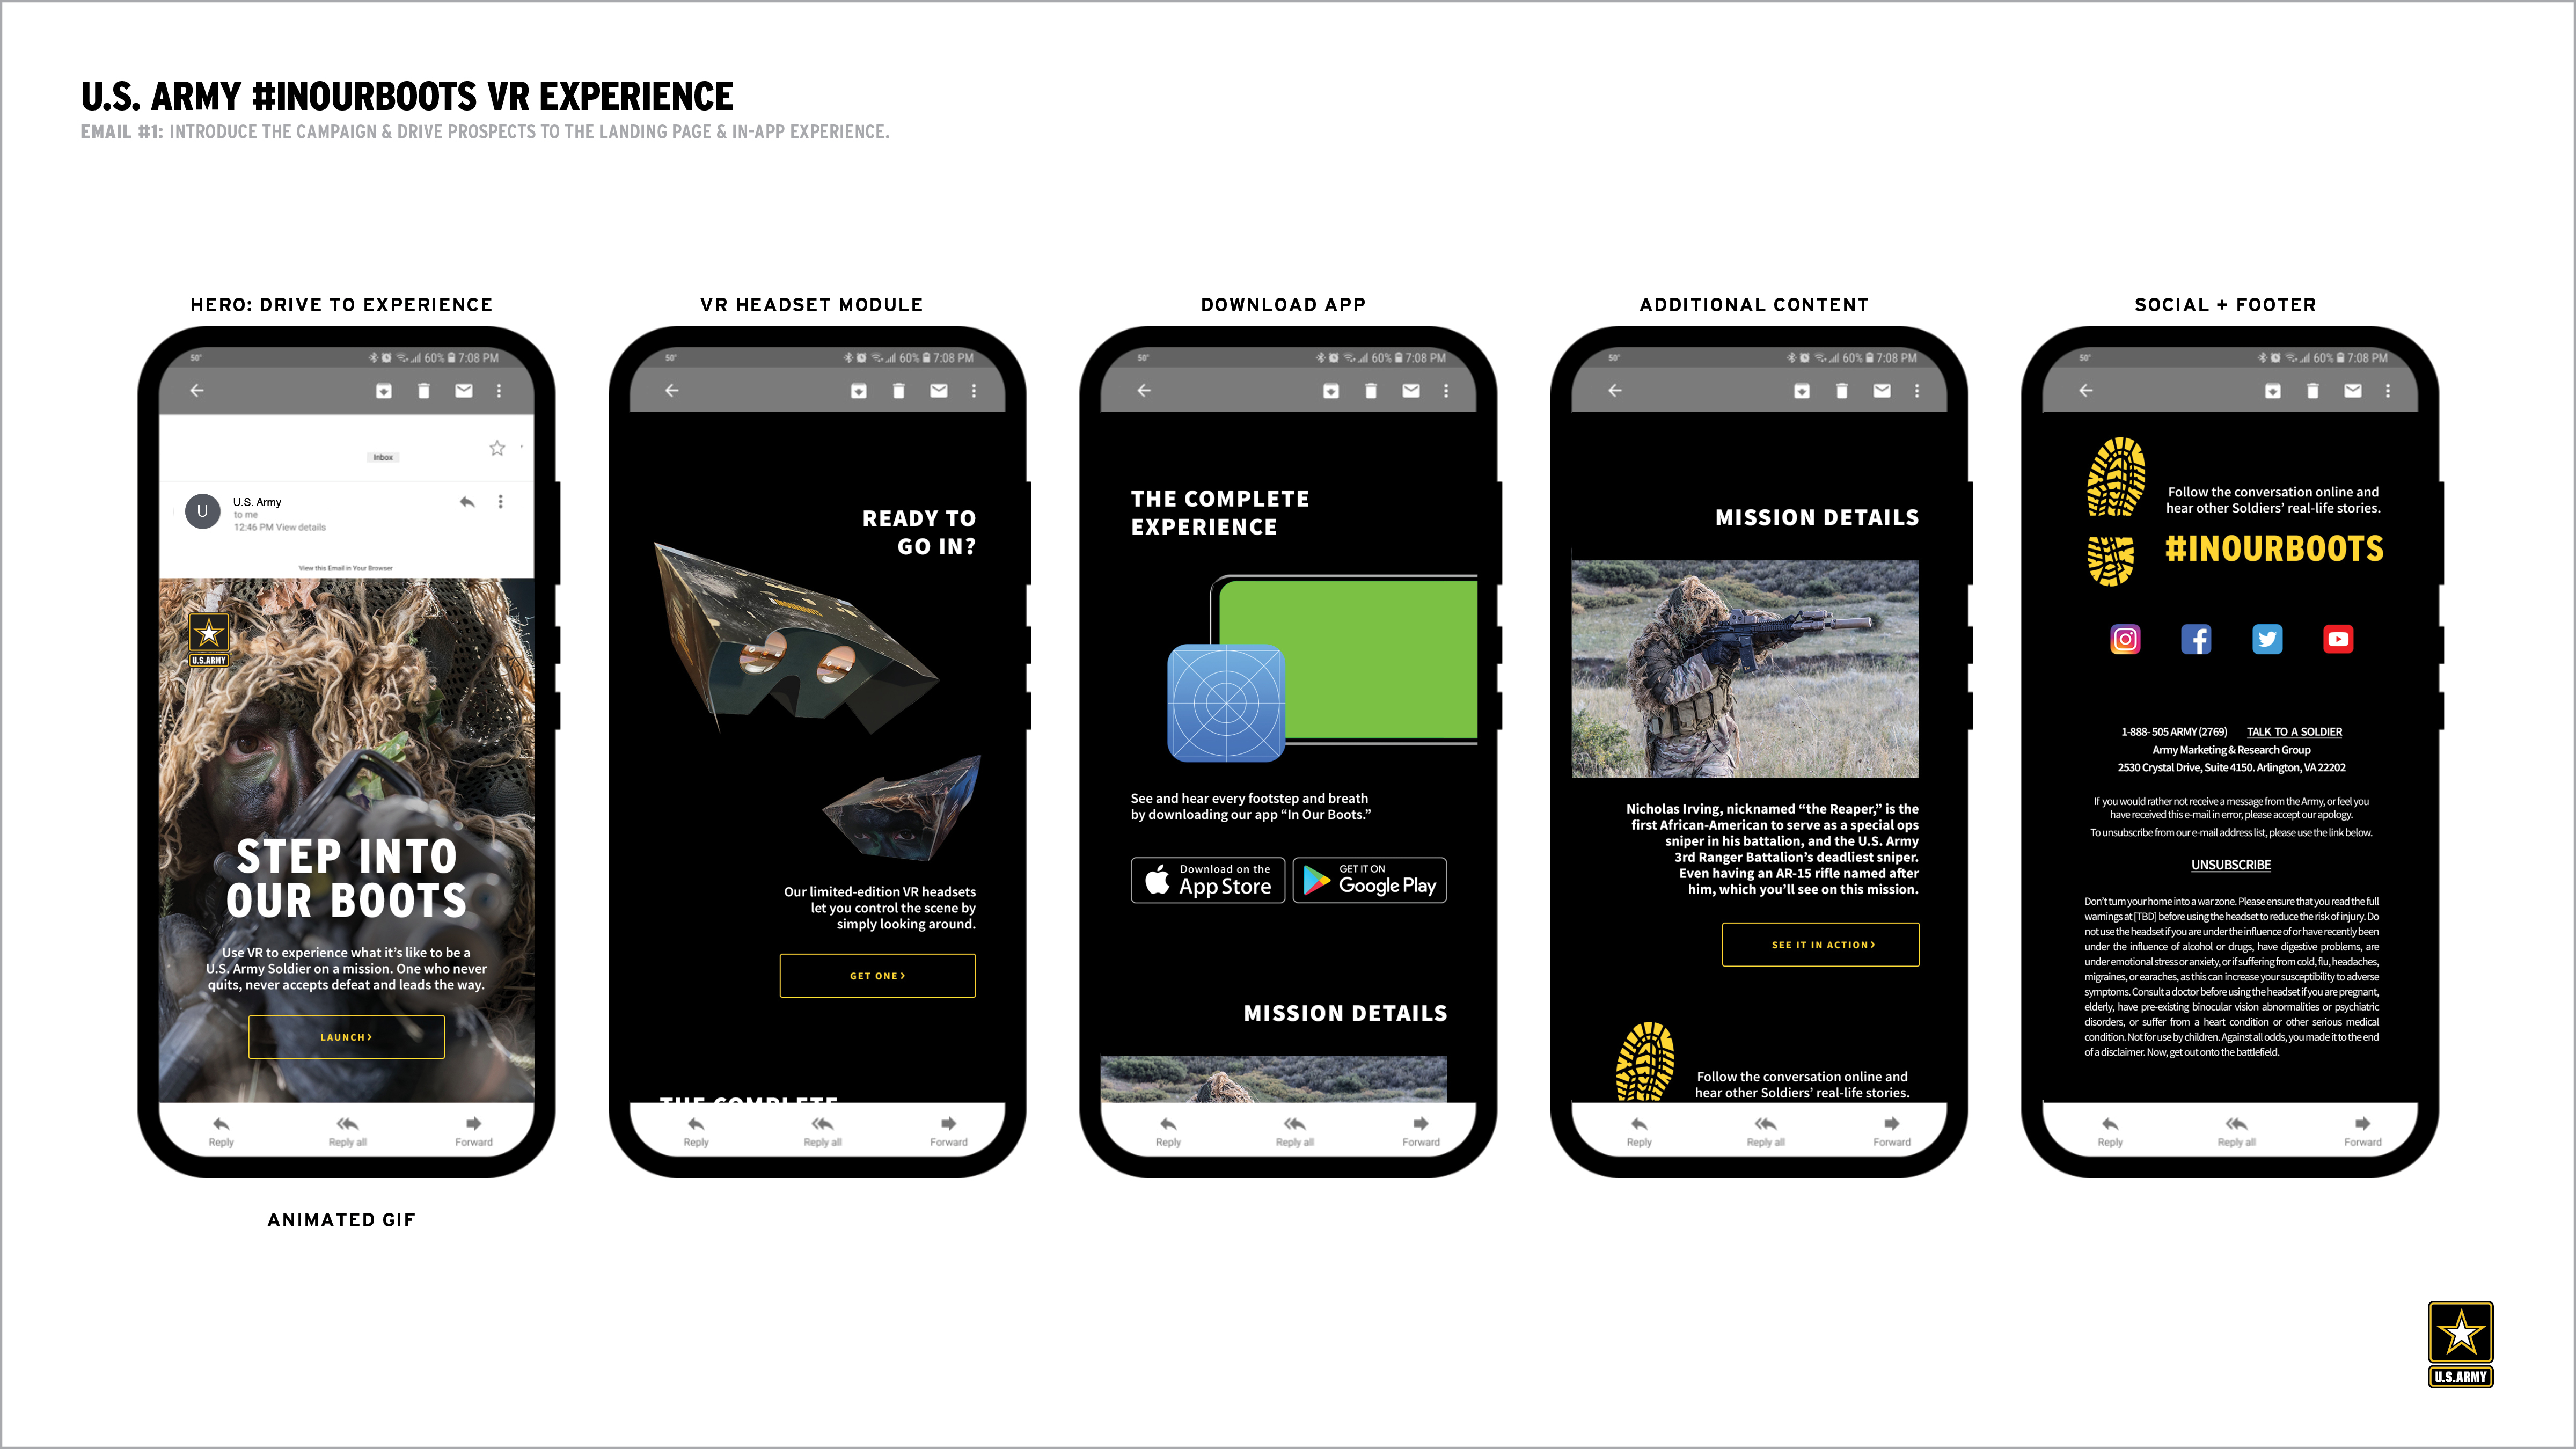 U.S. ARMY #INOURBOOTS VR EXPERIENCE
EMAIL #1: INTRODUCE THE CAMPAIGN & DRIVE PROSPECTS TO THE LANDING PAGE & IN-APP EXPERIENCE.
HERO: DRIVE TO EXPERIENCE
50°
60% 7:08 PM
Inbox
U
U.S. Army
to me
12:46 PM View details
View this Email in Your Browser
U.S.ARMY
STEP INTO
OUR BOOTS
Use VR to experience what it's like to be a
U.S. Army Soldier on a mission. One who never
quits, never accepts defeat and leads the way.
LAUNCH >
Reply
Reply all
Forward
ANIMATED GIF
VR HEADSET MODULE
50°
60% 7:08 PM
READY TO
GO IN?
#INOURBOOTS
Our limited-edition VR headsets
let you control the scene by
simply looking around.
GET ONE >
THE COMPLETE
Reply
Reply all
Forward
DOWNLOAD APP
50°
60% 7:08 PM
THE COMPLETE
EXPERIENCE
See and hear every footstep and breath
by downloading our app “In Our Boots.”
Download on the
App Store
GET IT ON
Google Play
MISSION DETAILS
Reply
Reply all
Forward
ADDITIONAL CONTENT
50°
60% 7:08 PM
MISSION DETAILS
Nicholas Irving, nicknamed “the Reaper,” is the
first African-American to serve as a special ops
sniper in his battalion, and the U.S. Army
3rd Ranger Battalion’s deadliest sniper.
Even having an AR-15 rifle named after
him, which you’ll see on this mission.
SEE IT IN ACTION >
Follow the conversation online and
hear other Soldiers’ real-life stories.
Reply
Reply all
Forward
SOCIAL + FOOTER
50°
60% 7:08 PM
Follow the conversation online and
hear other Soldiers’ real-life stories.
#INOURBOOTS
1-888- 505 ARMY (2769) TALK TO A SOLDIER
Army Marketing & Research Group
2530 Crystal Drive, Suite 4150. Arlington, VA 22202
If you would rather not receive a message from the Army, or feel you
have received this e-mail in error, please accept our apology.
To unsubscribe from our e-mail address list, please use the link below.
UNSUBSCRIBE
Don’t turn your home into a war zone. Please ensure that you read the full
warnings at [TBD] before using the headset to reduce the risk of injury. Do
not use the headset if you are under the influence of or have recently been
under the influence of alcohol or drugs, have digestive problems, are
under emotional stress or anxiety, or if suffering from cold, flu, headaches,
migraines, or earaches, as this can increase your susceptibility to adverse
symptoms. Consult a doctor before using the headset if you are pregnant,
elderly, have pre-existing binocular vision abnormalities or psychiatric
disorders, or suffer from a heart condition or other serious medical
condition. Not for use by children. Against all odds, you made it to the end
of a disclaimer. Now, get out onto the battlefield.
Reply
Reply all
Forward
U.S.ARMY